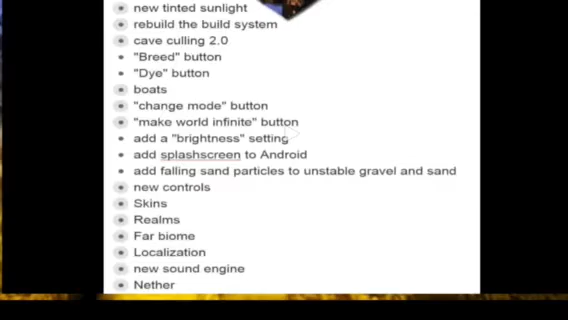 new tinted sunlight
rebuild the build system
cave culling 2.0
"Breed" button
"Dye" button
boats
"change mode" button
"make world infinite" button
add a "brightness" setting
add splashscreen to Android
add falling sand particles to unstable gravel and sand
new controls
Skins
Realms
Far biome
Localization
new sound engine
Nether